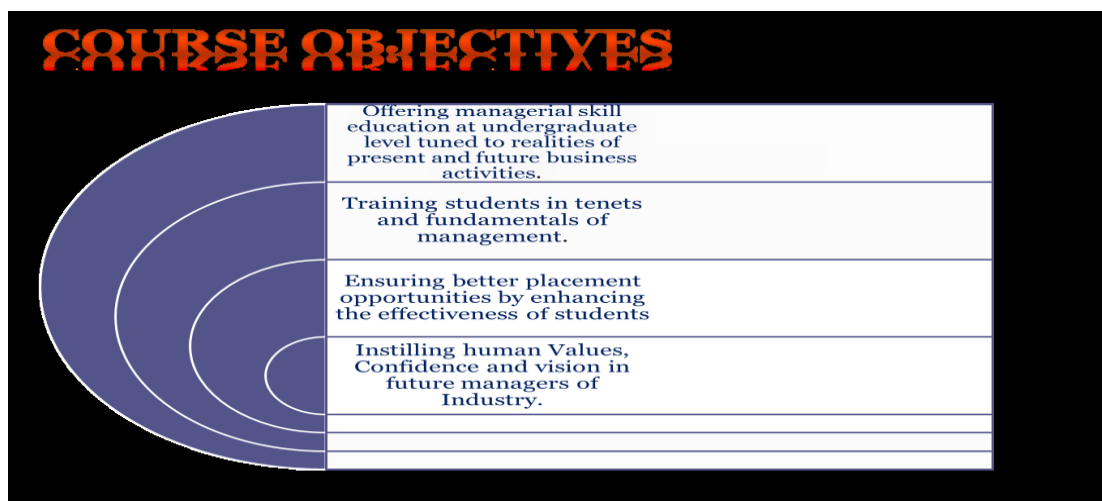 COURSE OBJECTIVES
Offering managerial skill
education at undergraduate
level tuned to realities of
present and future business
activities.
Training students in tenets
and fundamentals of
management.
Ensuring better placement
opportunities by enhancing
the effectiveness of students
Instilling human Values,
Confidence and vision in
future managers of
Industry.